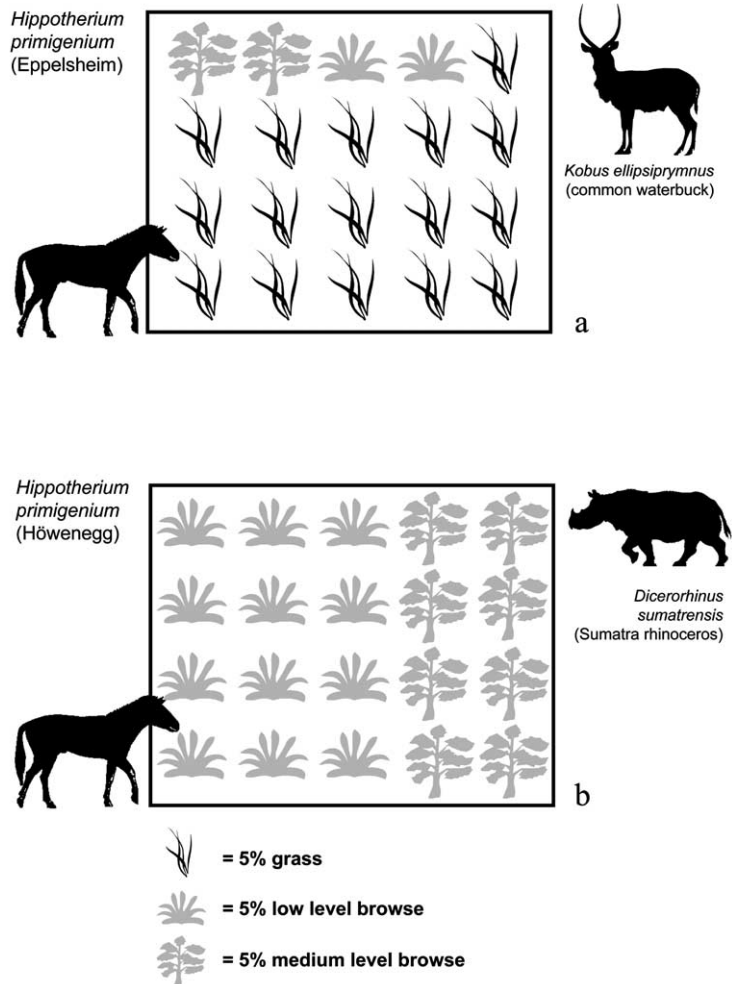 Hippotherium
primigenium
(Eppelsheim)
Kobus ellipsiprymnus
(common waterbuck)
a
Hippotherium
primigenium
(Höwenegg)
Dicerorhinus
sumatrensis
(Sumatra rhinoceros)
b
= 5% grass
= 5% low level browse
= 5% medium level browse